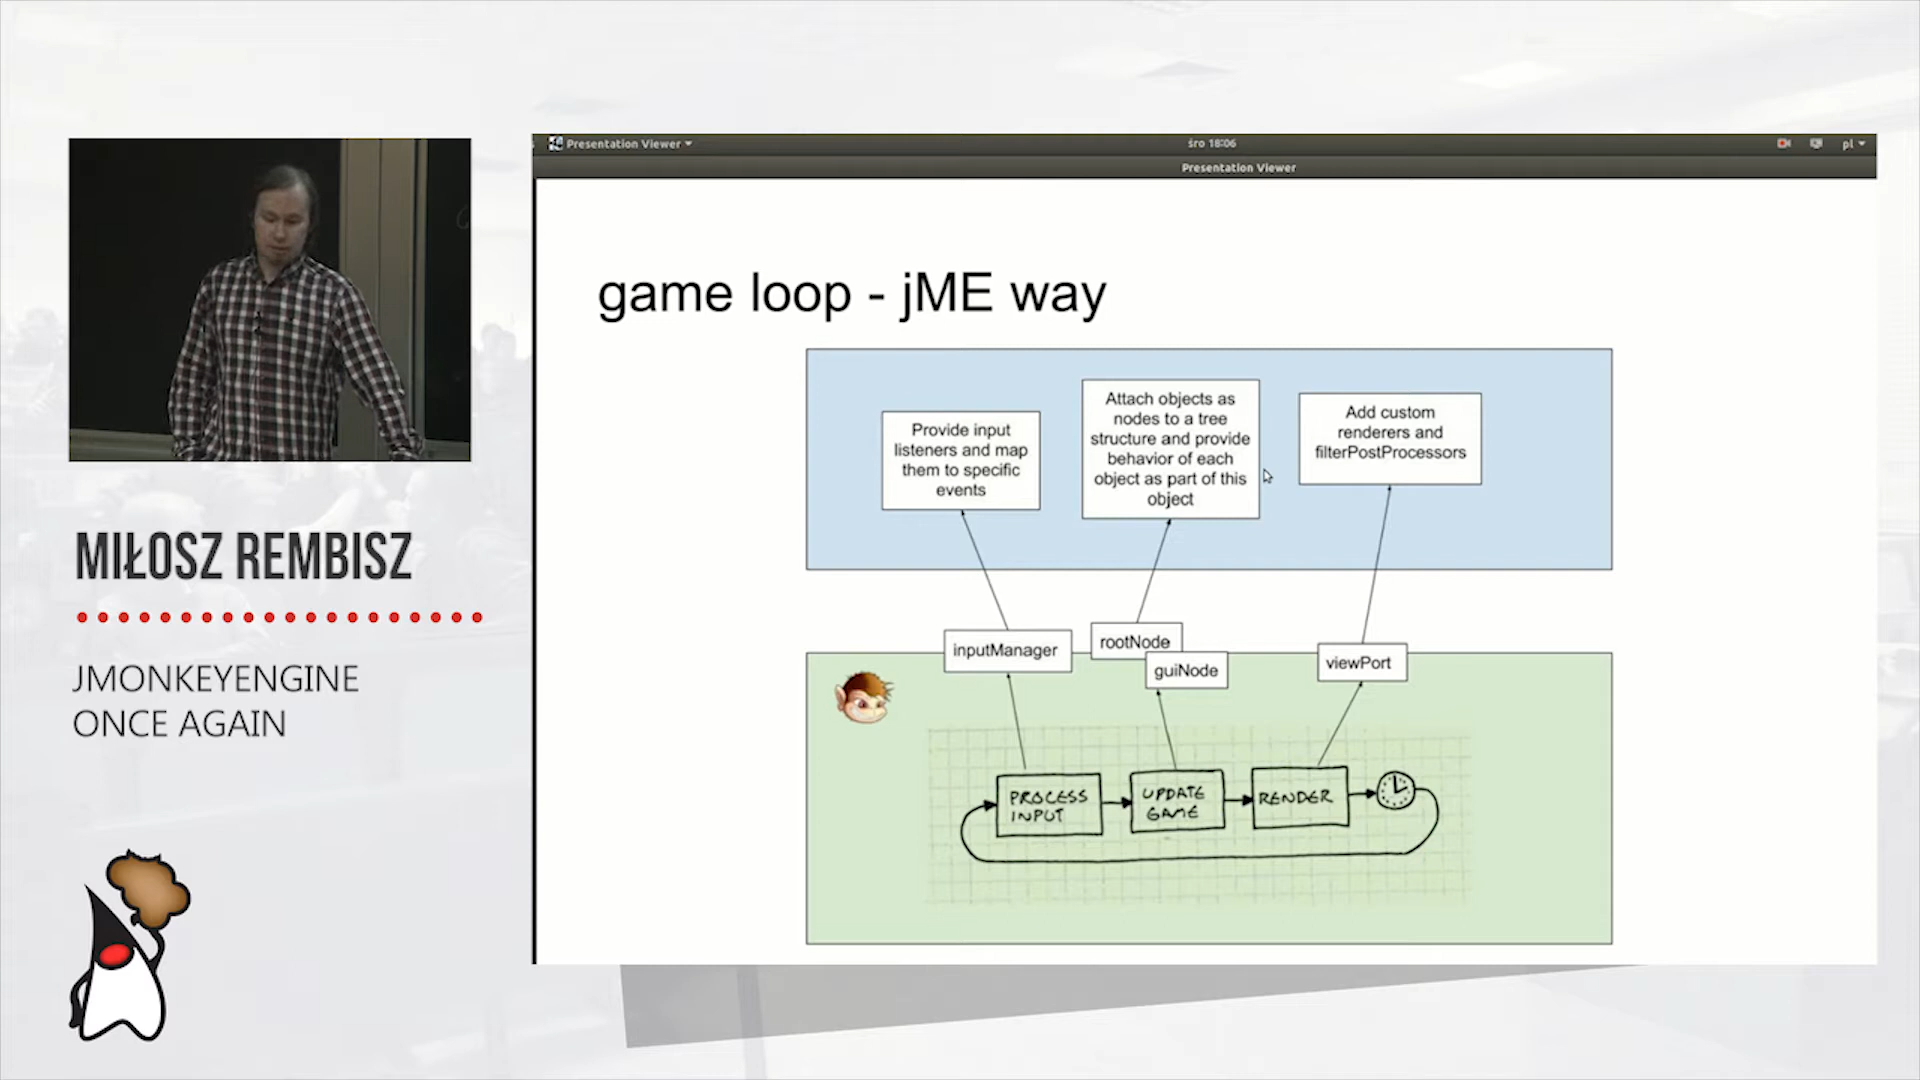 Presentation Viewer
śro 18:06
pl
Presentation Viewer
game loop - jME way
Provide input
listeners and map
them to specific
events
Attach objects as
nodes to a tree
structure and provide
behavior of each
object as part of this
object
Add custom
renderers and
filterPostProcessors
inputManager
rootNode
guiNode
viewPort
PROCESS
INPUT
UPDATE
GAME
RENDER
MIŁOSZ REMBISZ
JMONKEYENGINE
ONCE AGAIN